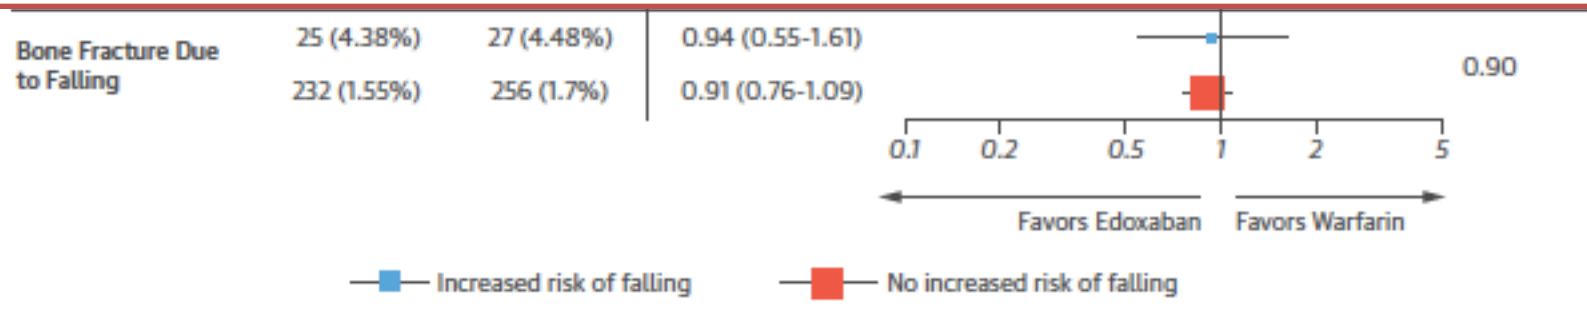 Bone Fracture Due
to Falling
25 (4.38%) 27 (4.48%) 0.94 (0.55-1.61)
232 (1.55%) 256 (1.7%) 0.91 (0.76-1.09)
0.90
0.1 0.2 0.5 1 2 5
Favors Edoxaban Favors Warfarin
Increased risk of falling No increased risk of falling